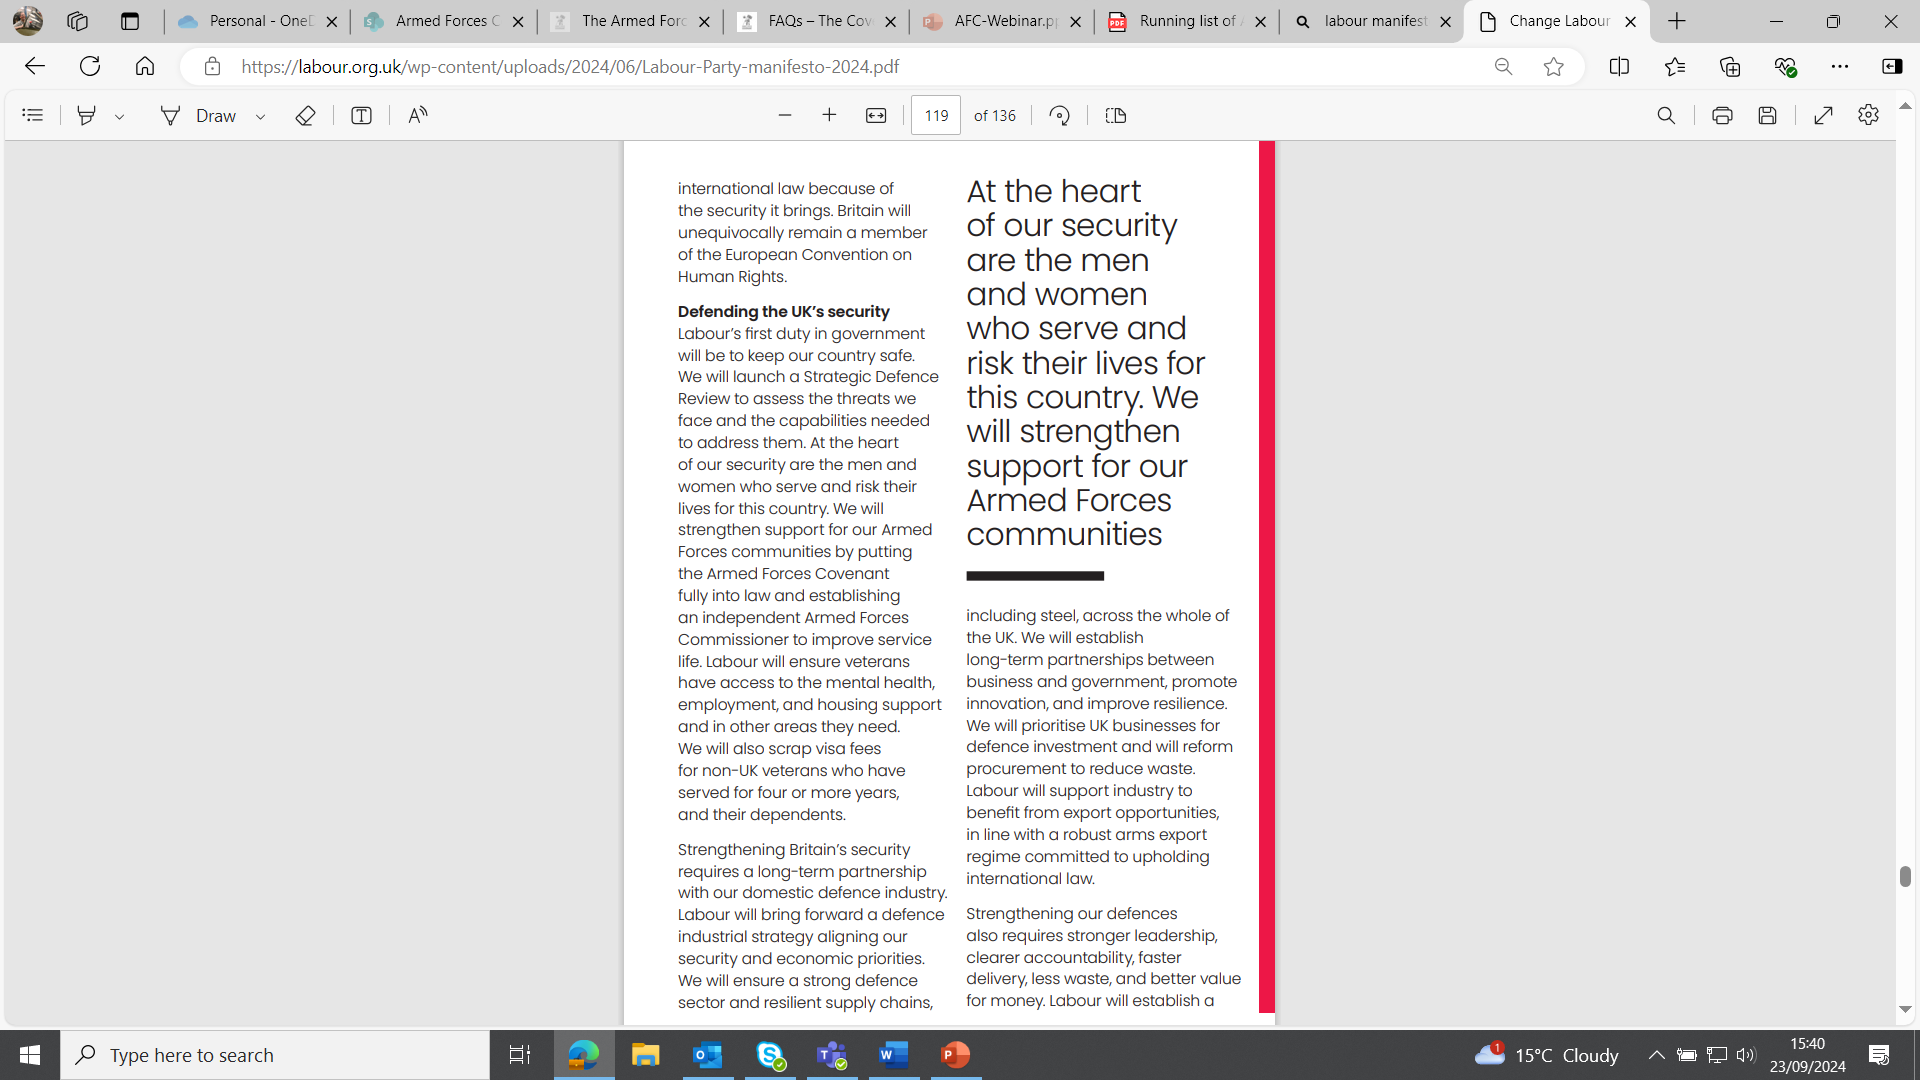 Personal - OneD
Armed Forces C
The Armed Forc
FAQs – The Cov
AFC-Webinar.pp
Running list of A
labour manifest
Change Labour
https://labour.org.uk/wp-content/uploads/2024/06/Labour-Party-manifesto-2024.pdf
Draw
119 of 136
international law because of
the security it brings. Britain will
unequivocally remain a member
of the European Convention on
Human Rights.
Defending the UK's security
Labour's first duty in government
will be to keep our country safe.
We will launch a Strategic Defence
Review to assess the threats we
face and the capabilities needed
to address them. At the heart
of our security are the men and
women who serve and risk their
lives for this country. We will
strengthen support for our Armed
Forces communities by putting
the Armed Forces Covenant
fully into law and establishing
an independent Armed Forces
Commissioner to improve service
life. Labour will ensure veterans
have access to the mental health,
employment, and housing support
and in other areas they need.
We will also scrap visa fees
for non-UK veterans who have
served for four or more years,
and their dependents.
Strengthening Britain's security
requires a long-term partnership
with our domestic defence industry.
Labour will bring forward a defence
industrial strategy aligning our
security and economic priorities.
We will ensure a strong defence
sector and resilient supply chains,
At the heart
of our security
are the men
and women
who serve and
risk their lives for
this country. We
will strengthen
support for our
Armed Forces
communities
including steel, across the whole of
the UK. We will establish
long-term partnerships between
business and government, promote
innovation, and improve resilience.
We will prioritise UK businesses for
defence investment and will reform
procurement to reduce waste.
Labour will support industry to
benefit from export opportunities,
in line with a robust arms export
regime committed to upholding
international law.
Strengthening our defences
also requires stronger leadership,
clearer accountability, faster
delivery, less waste, and better value
for money. Labour will establish a
Type here to search
1
15°C Cloudy
15:40
23/09/2024